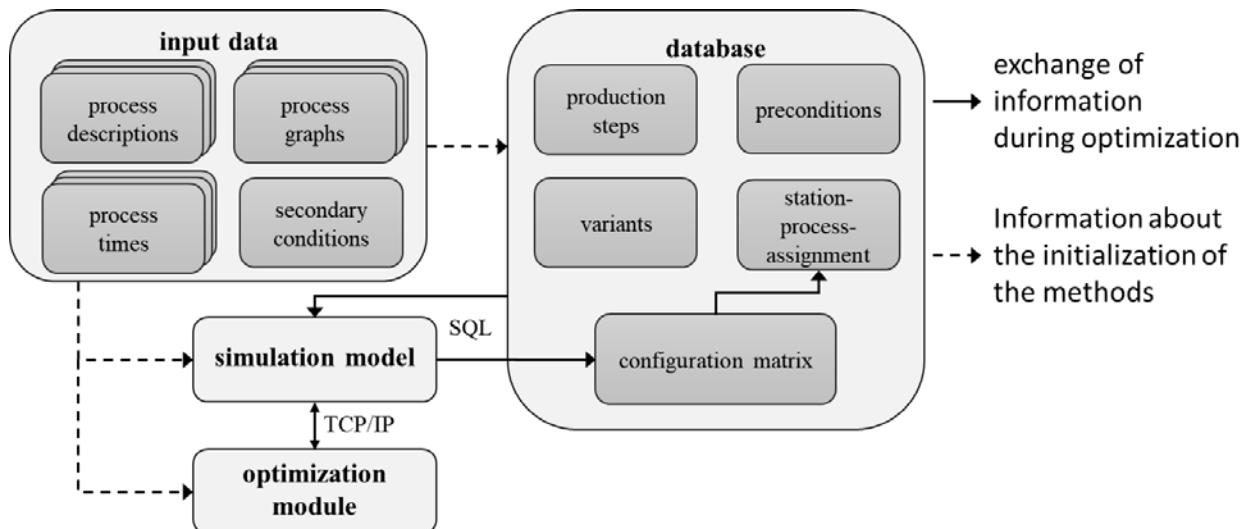 input data
process
descriptions
process
graphs
process
times
secondary
conditions
database
production
steps
preconditions
variants
station-
process-
assignment
configuration matrix
SQL
simulation model
TCP/IP
optimization
module
exchange of
information
during optimization
Information about
the initialization of
the methods